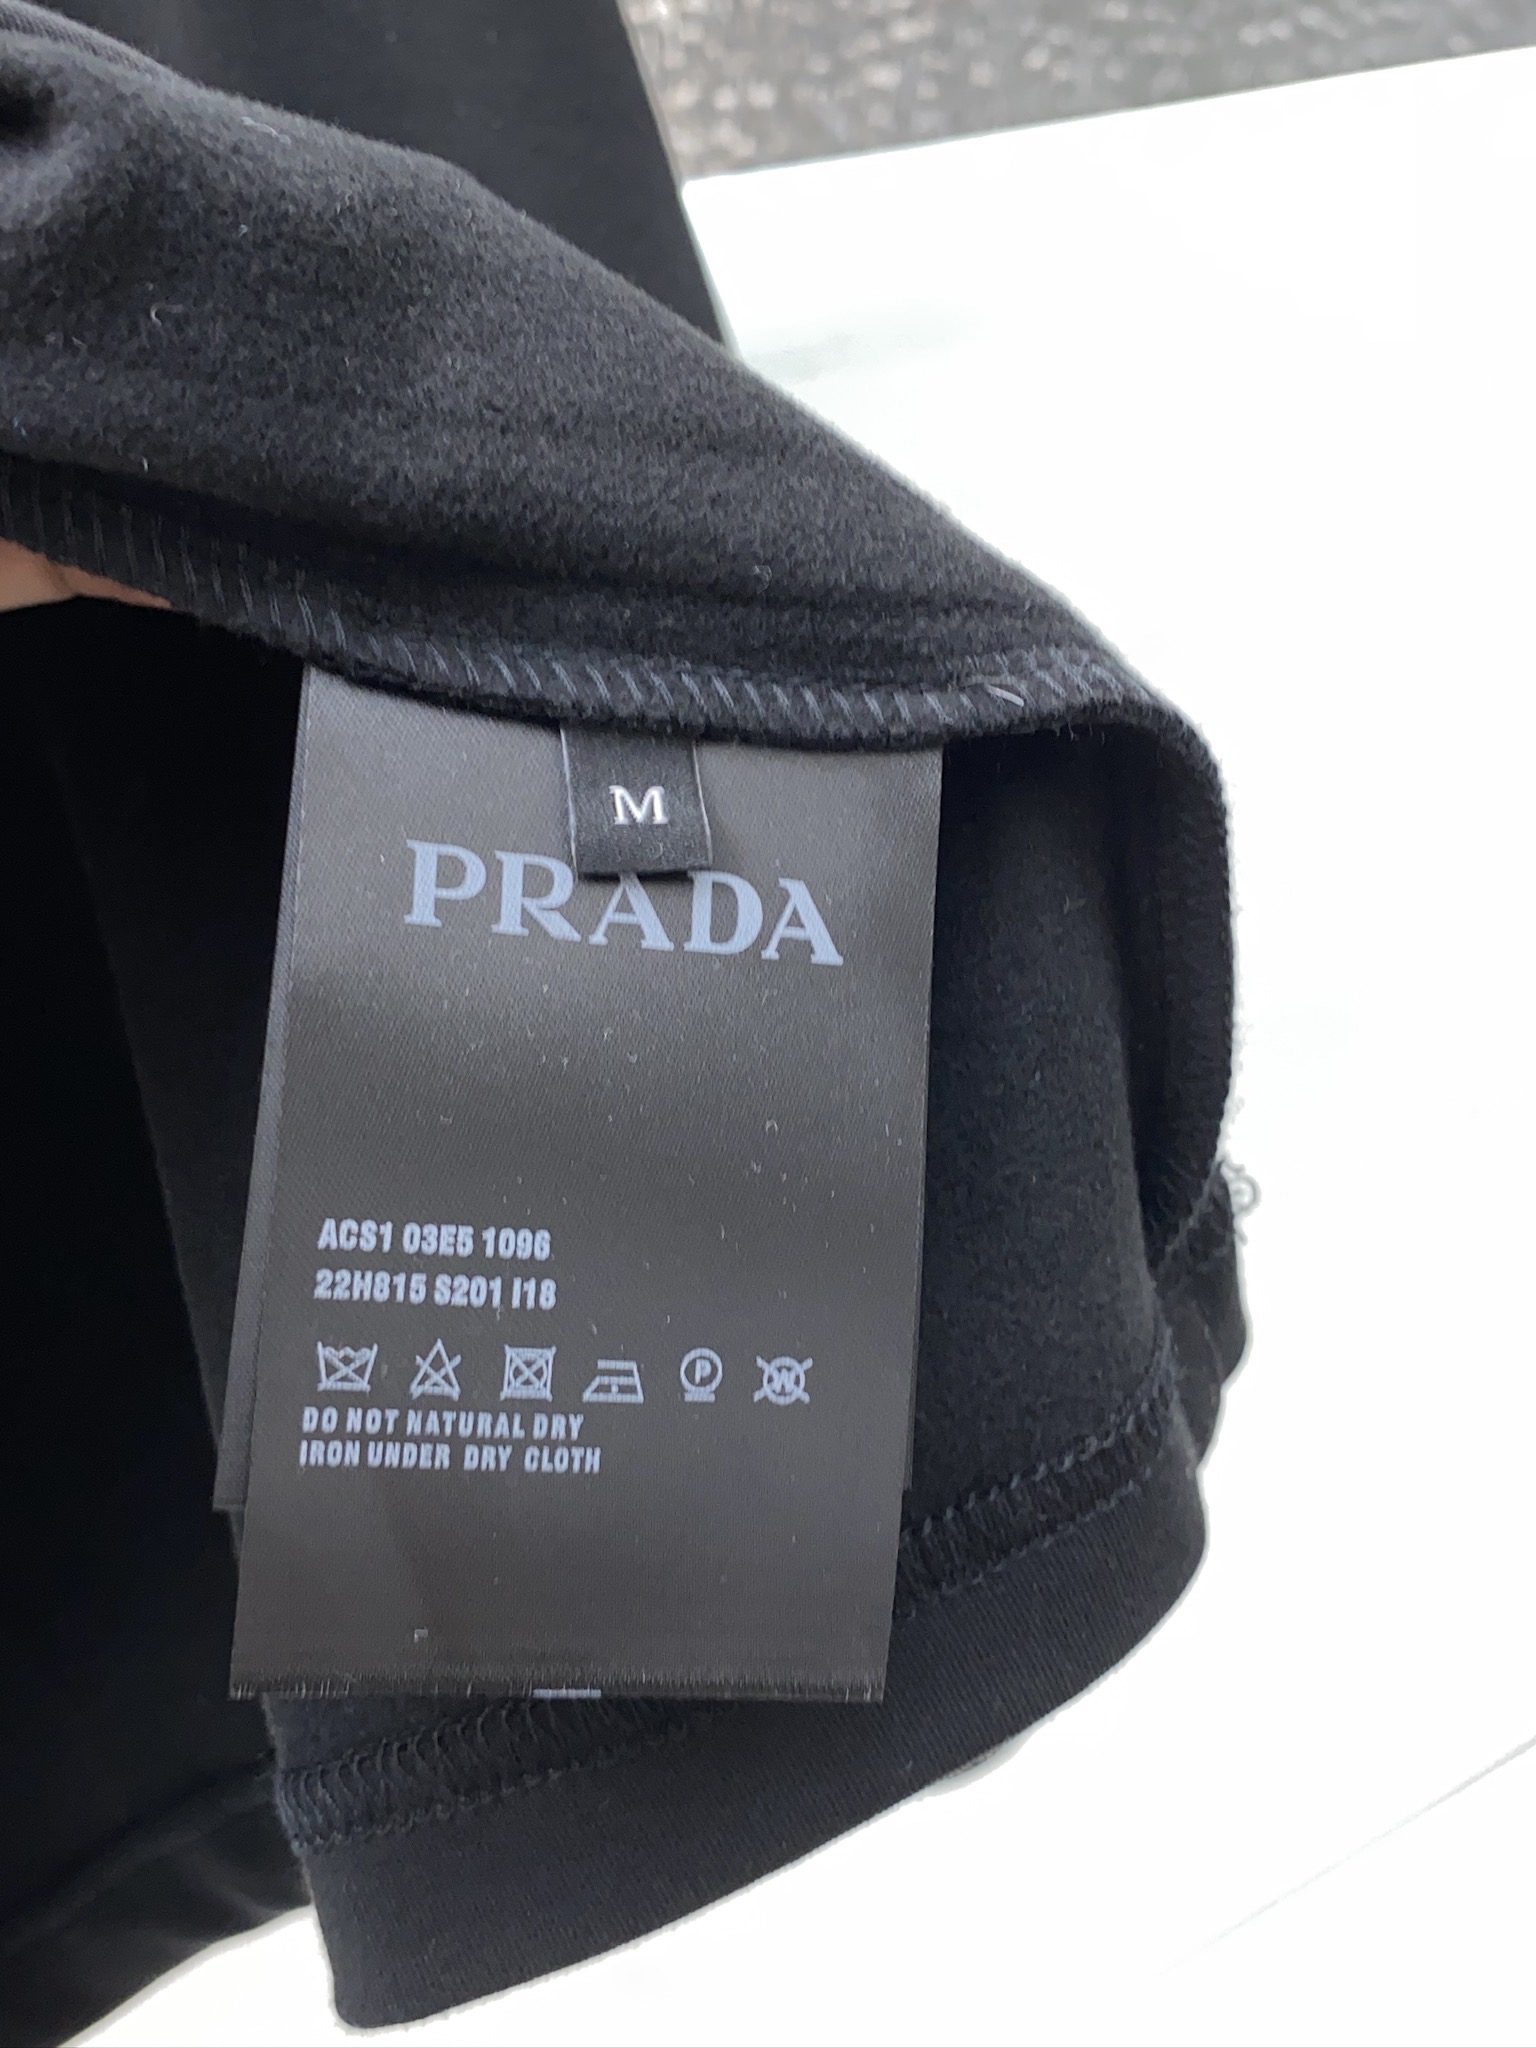 M
PRADA
ACS1 03E5 1096
22H815 S201 I18
P W
DO NOT NATURAL DRY
IRON UNDER DRY CLOTH